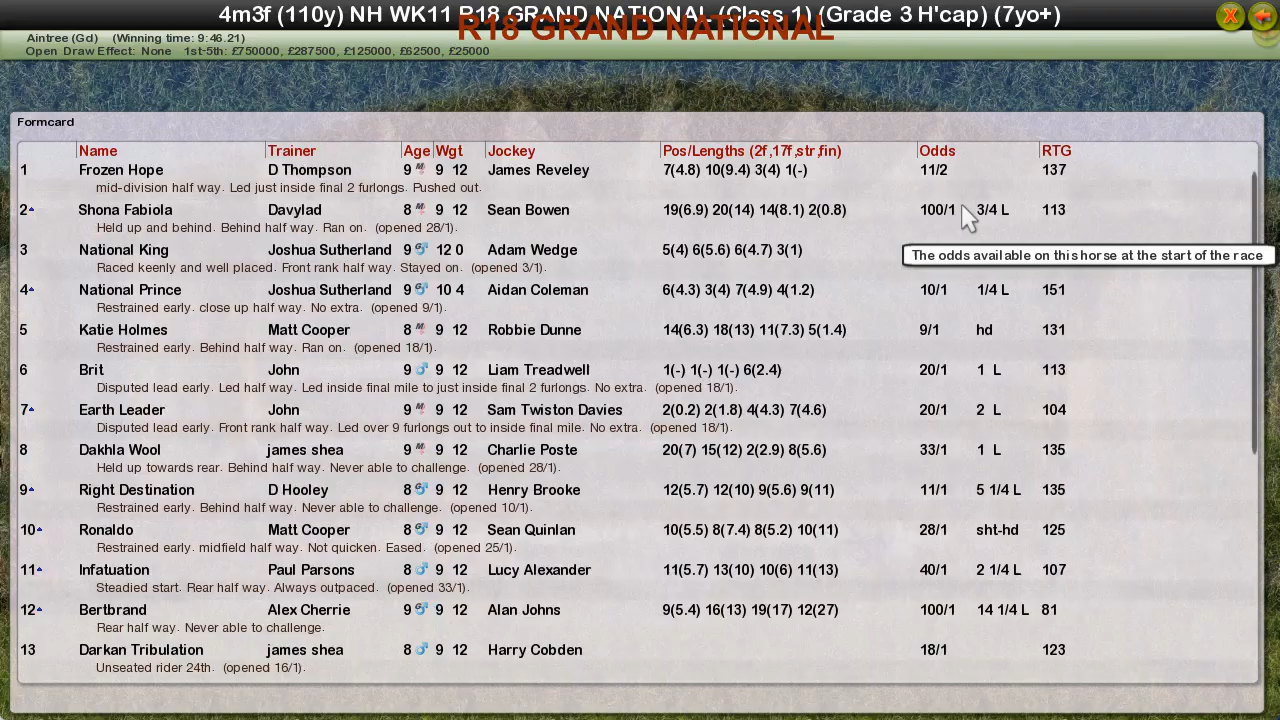 4m3f (110y) NH WK11 R18 GRAND NATIONAL (Class 1) (Grade 3 H'cap) (7yo+)
R18 GRAND NATIONAL
Aintree (Gd) (Winning time: 9:46.21)
Open Draw Effect: None 1st-5th: £750000, £287500, £125000, £62500, £25000
Formcard
Name Trainer Age Wgt Jockey Pos/Lengths (2f,17f,str,fin) Odds RTG
1 Frozen Hope D Thompson 9 9 12 James Reveley 7(4.8) 10(9.4) 3(4) 1(-) 11/2 137
mid-division half way. Led just inside final 2 furlongs. Pushed out.
2 Shona Fabiola Davylad 8 9 12 Sean Bowen 19(6.9) 20(14) 14(8.1) 2(0.8) 100/1 3/4 L 113
Held up and behind. Behind half way. Ran on. (opened 28/1).
3 National King Joshua Sutherland 9 12 0 Adam Wedge 5(4) 6(5.6) 6(4.7) 3(1)
The odds available on this horse at the start of the race
Raced keenly and well placed. Front rank half way. Stayed on. (opened 3/1).
4 National Prince Joshua Sutherland 9 10 4 Aidan Coleman 6(4.3) 3(4) 7(4.9) 4(1.2) 10/1 1/4 L 151
Restrained early. close up half way. No extra. (opened 9/1).
5 Katie Holmes Matt Cooper 8 9 12 Robbie Dunne 14(6.3) 18(13) 11(7.3) 5(1.4) 9/1 hd 131
Restrained early. Behind half way. Ran on. (opened 18/1).
6 Brit John 9 9 12 Liam Treadwell 1(-) 1(-) 1(-) 6(2.4) 20/1 1 L 113
Disputed lead early. Led half way. Led inside final mile to just inside final 2 furlongs. No extra. (opened 18/1).
7 Earth Leader John 9 9 12 Sam Twiston Davies 2(0.2) 2(1.8) 4(4.3) 7(4.6) 20/1 2 L 104
Disputed lead early. Front rank half way. Led over 9 furlongs out to inside final mile. No extra. (opened 18/1).
8 Dakhla Wool james shea 9 9 12 Charlie Poste 20(7) 15(12) 2(2.9) 8(5.6) 33/1 1 L 135
Held up towards rear. Behind half way. Never able to challenge. (opened 28/1).
9 Right Destination D Hooley 8 9 12 Henry Brooke 12(5.7) 12(10) 9(5.6) 9(11) 11/1 5 1/4 L 135
Restrained early. Behind half way. Never able to challenge. (opened 10/1).
10 Ronaldo Matt Cooper 8 9 12 Sean Quinlan 10(5.5) 8(7.4) 8(5.2) 10(11) 28/1 sht-hd 125
Restrained early. midfield half way. Not quicken. Eased. (opened 25/1).
11 Infatuation Paul Parsons 8 9 12 Lucy Alexander 11(5.7) 13(10) 10(6) 11(13) 40/1 2 1/4 L 107
Steadied start. Rear half way. Always outpaced. (opened 33/1).
12 Bertbrand Alex Cherrie 9 9 12 Alan Johns 9(5.4) 16(13) 19(17) 12(27) 100/1 14 1/4 L 81
Rear half way. Never able to challenge.
13 Darkan Tribulation james shea 8 9 12 Harry Cobden 18/1 123
Unseated rider 24th. (opened 16/1).